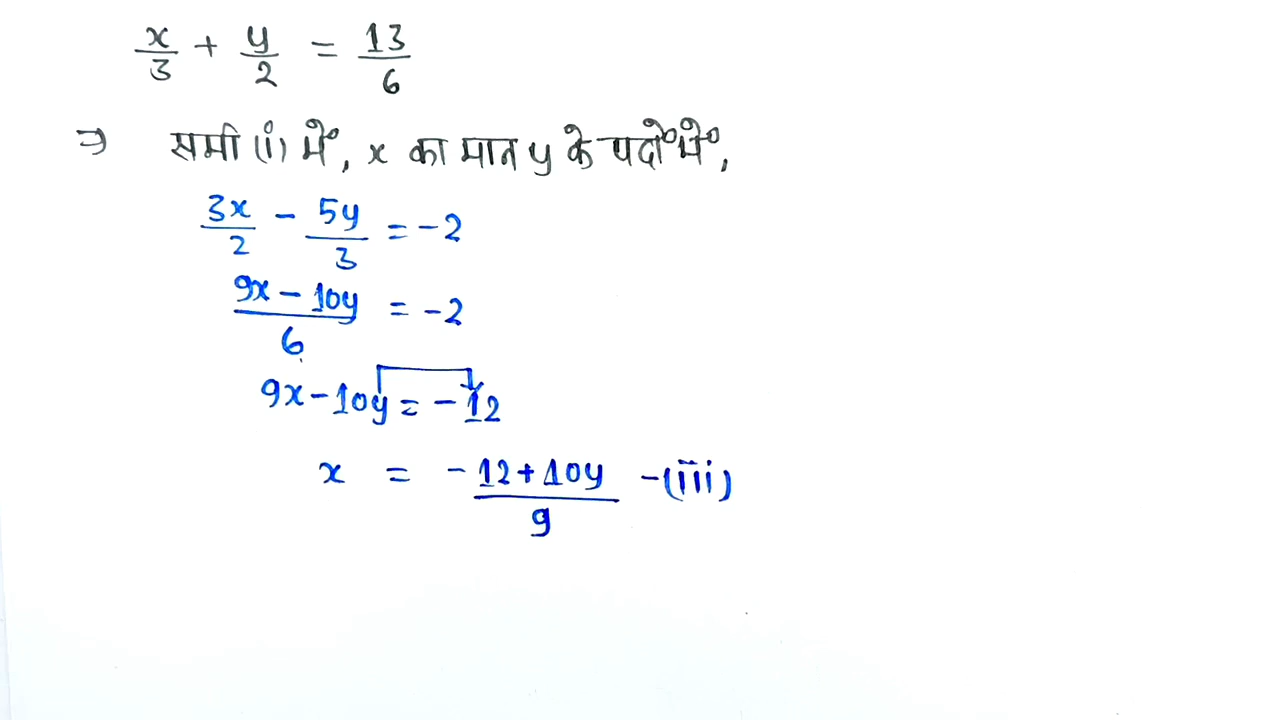 x/3 + y/2 = 13/6
⇒ समी (i) में, x का मान y के पदों में,
3x/2 - 5y/3 = -2
9x - 10y/6 = -2
9x - 10y = -12
x = -12 + 10y/9 -(iii)